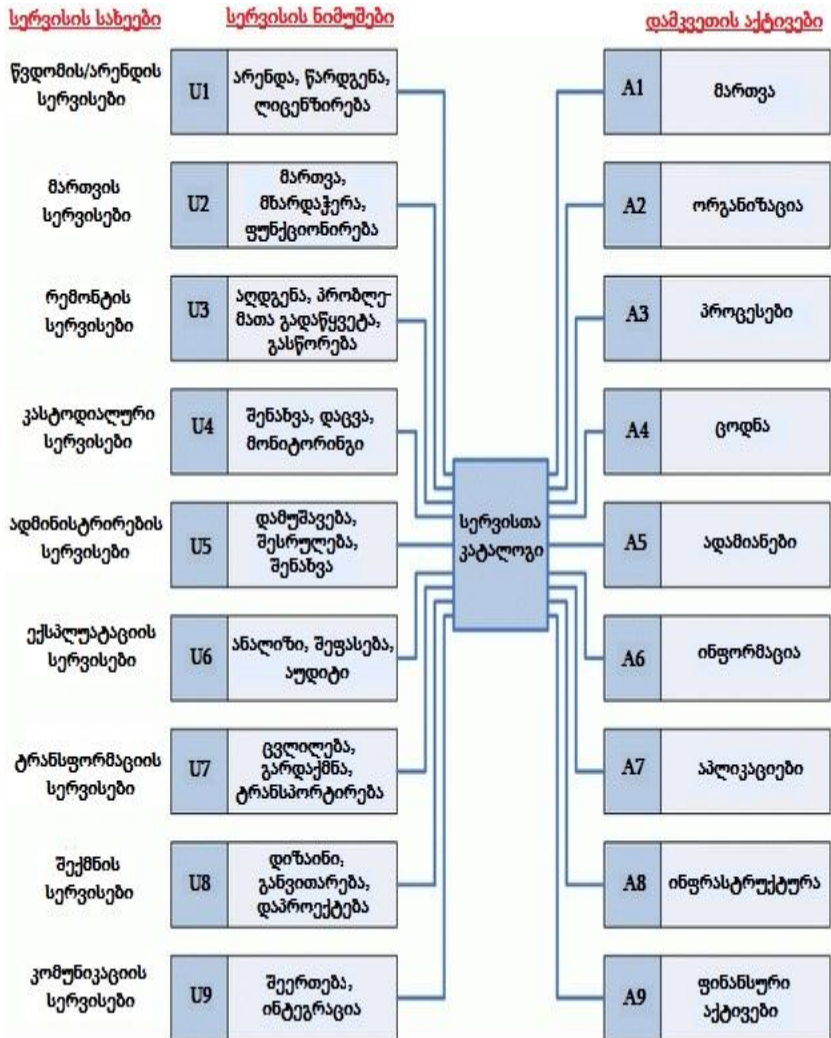 სერვისის სახეები
სერვისის ნიმუშები
დამკვეთის აქტივები
წვდომის/არენდის
სერვისები
U1
არენდა, წარდგენა,
ლიცენზირება
A1
მართვა
მართვის
სერვისები
U2
მართვა,
მხარდაჭერა,
ფუნქციონირება
A2
ორგანიზაცია
რემონტის
სერვისები
U3
აღდგენა, პრობლე-
მათა გადაწყვეტა,
გასწორება
A3
პროცესები
კასტოდიალური
სერვისები
U4
შენახვა, დაცვა,
მონიტორინგი
A4
ცოდნა
სერვისთა
კატალოგი
ადმინისტრირების
სერვისები
U5
დამუშავება,
შესრულება,
შენახვა
A5
ადამიანები
ექსპლუატაციის
სერვისები
U6
ანალიზი, შეფასება,
აუდიტი
A6
ინფორმაცია
ტრანსფორმაციის
სერვისები
U7
ცვლილება,
გარდაქმნა,
ტრანსპორტირება
A7
აპლიკაციები
შექმნის
სერვისები
U8
დიზაინი,
განვითარება,
დაპროექტება
A8
ინფრასტრუქტურა
კომუნიკაციის
სერვისები
U9
შეერთება,
ინტეგრაცია
A9
ფინანსური
აქტივები